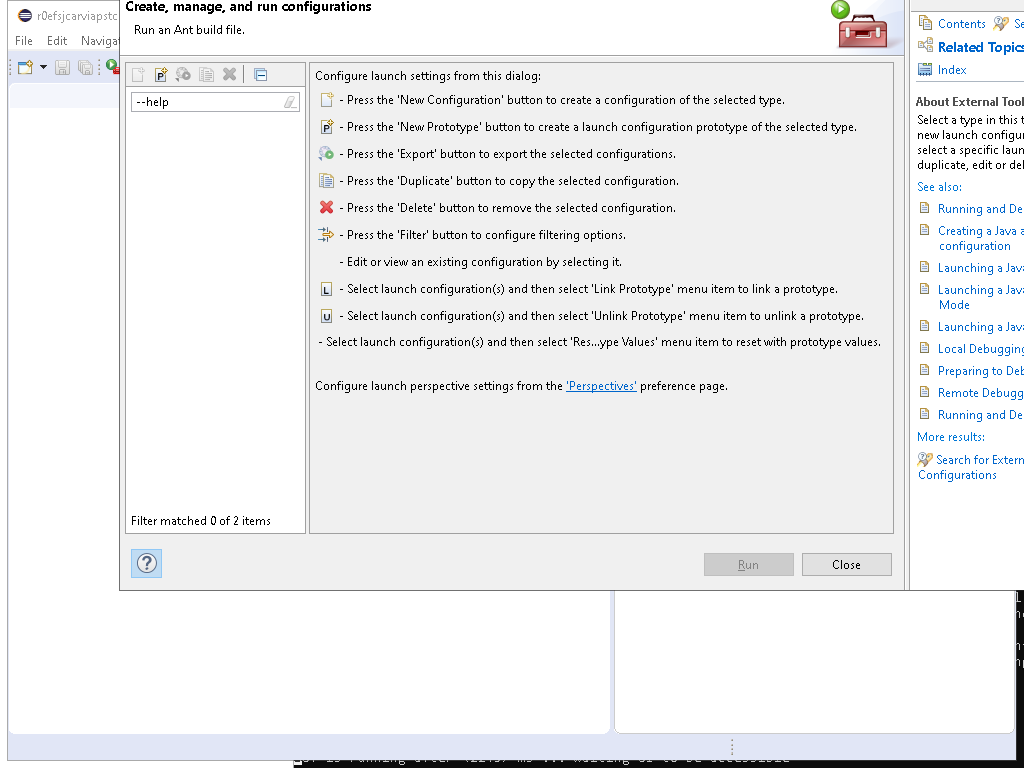 Create, manage, and run configurations
Run an Ant build file.
r0efsjcarviapstc
File Edit Naviga
--help
Filter matched 0 of 2 items
Configure launch settings from this dialog:
- Press the 'New Configuration' button to create a configuration of the selected type.
P - Press the 'New Prototype' button to create a launch configuration prototype of the selected type.
- Press the 'Export' button to export the selected configurations.
- Press the 'Duplicate' button to copy the selected configuration.
- Press the 'Delete' button to remove the selected configuration.
- Press the 'Filter' button to configure filtering options.
- Edit or view an existing configuration by selecting it.
L - Select launch configuration(s) and then select 'Link Prototype' menu item to link a prototype.
U - Select launch configuration(s) and then select 'Unlink Prototype' menu item to unlink a prototype.
- Select launch configuration(s) and then select 'Res...ype Values' menu item to reset with prototype values.
Configure launch perspective settings from the 'Perspectives' preference page.
?
Run
Close
Contents Se
Related Topics
Index
About External Tool
Select a type in this t
new launch configu
select a specific laun
duplicate, edit or del
See also:
Running and De
Creating a Java a
configuration
Launching a Java
Launching a Java
Mode
Launching a Java
Local Debugging
Preparing to Deb
Remote Debugg
Running and De
More results:
Search for Extern
Configurations